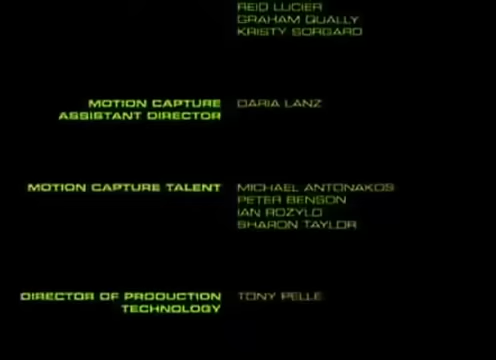 REID LUCIER
GRAHAM QUALLY
KRISTY SORGARD
MOTION CAPTURE DARIA LANZ
ASSISTANT DIRECTOR
MOTION CAPTURE TALENT MICHAEL ANTONAKOS
PETER BENSON
IAN ROZYLO
SHARON TAYLOR
DIRECTOR OF PRODUCTION TONY PELLE
TECHNOLOGY